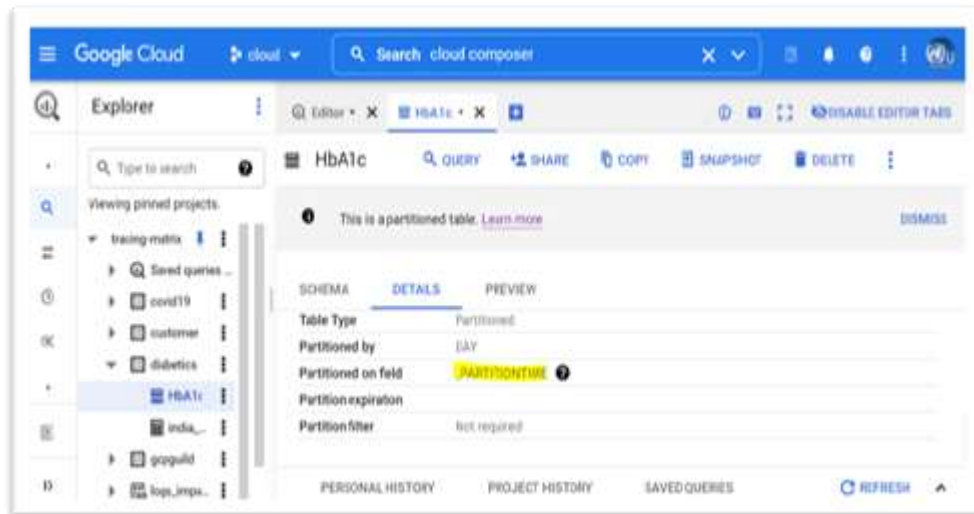 Google Cloud cloud Search cloud composer
Explorer Editor HbA1c DISABLE EDITOR TABS
Type to search HbA1c QUERY SHARE COPY SNAPSHOT DELETE
Viewing pinned projects.
This is a partitioned table. Learn more DISMISS
tracing-matrix
Saved queries ...
covid19
customer
diabetics
HbA1c
india_...
gcpguild
logs_impa...
SCHEMA DETAILS PREVIEW
Table Type Partitioned
Partitioned by DAY
Partitioned on field _PARTITIONTIME
Partition expiration
Partition filter Not required
PERSONAL HISTORY PROJECT HISTORY SAVED QUERIES REFRESH